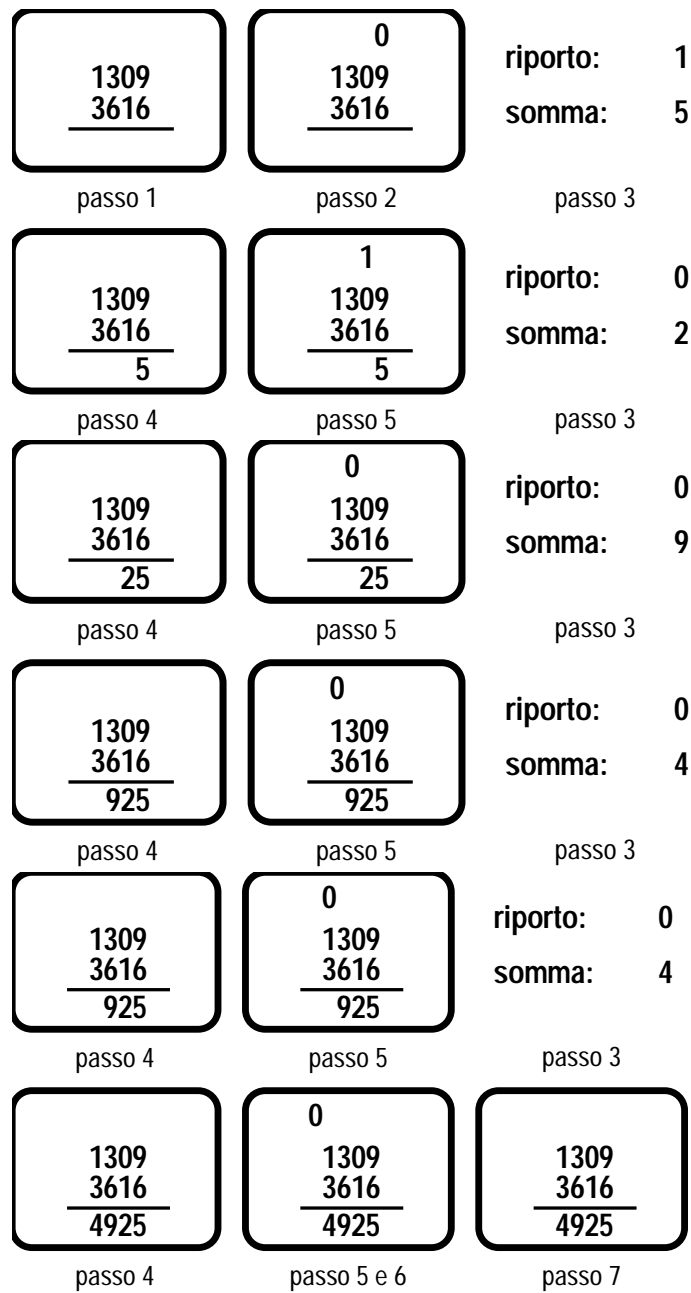 0
1309 1309 riporto: 1
3616 3616 somma: 5
passo 1 passo 2 passo 3
1
1309 1309 riporto: 0
3616 3616 somma: 2
5 5
passo 4 passo 5 passo 3
0
1309 1309 riporto: 0
3616 3616 somma: 9
25 25
passo 4 passo 5 passo 3
0
1309 1309 riporto: 0
3616 3616 somma: 4
925 925
passo 4 passo 5 passo 3
0
1309 1309 riporto: 0
3616 3616 somma: 4
925 925
passo 4 passo 5 passo 3
0
1309 1309 1309
3616 3616 3616
4925 4925 4925
passo 4 passo 5 e 6 passo 7